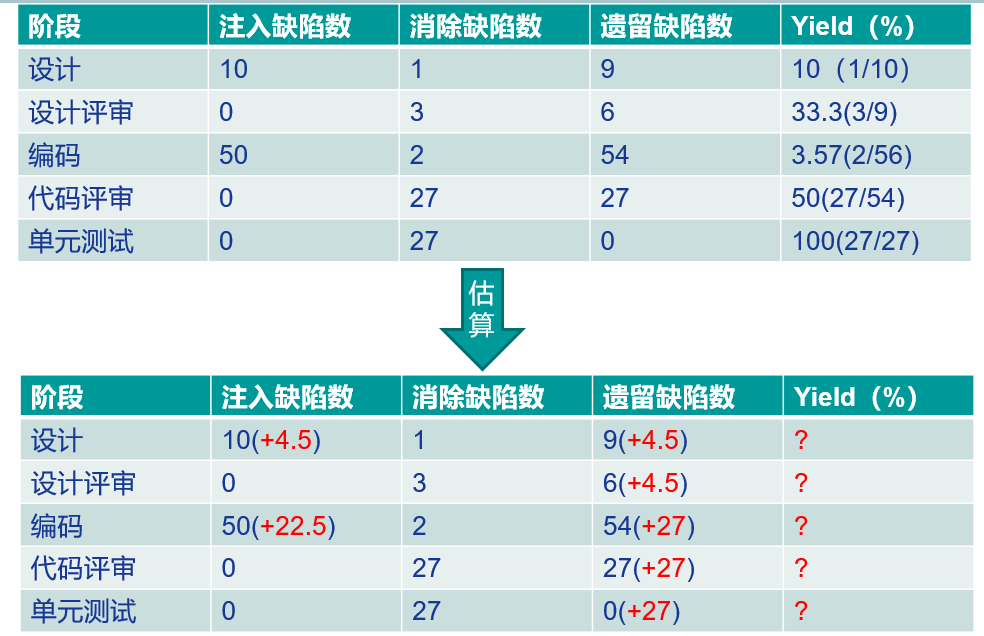 阶段 注入缺陷数 消除缺陷数 遗留缺陷数 Yield（%）
设计 10 1 9 10（1/10）
设计评审 0 3 6 33.3(3/9)
编码 50 2 54 3.57(2/56)
代码评审 0 27 27 50(27/54)
单元测试 0 27 0 100(27/27)
估
算
阶段 注入缺陷数 消除缺陷数 遗留缺陷数 Yield（%）
设计 10(+4.5) 1 9(+4.5) ？
设计评审 0 3 6(+4.5) ？
编码 50(+22.5) 2 54(+27) ？
代码评审 0 27 27(+27) ？
单元测试 0 27 0(+27) ？